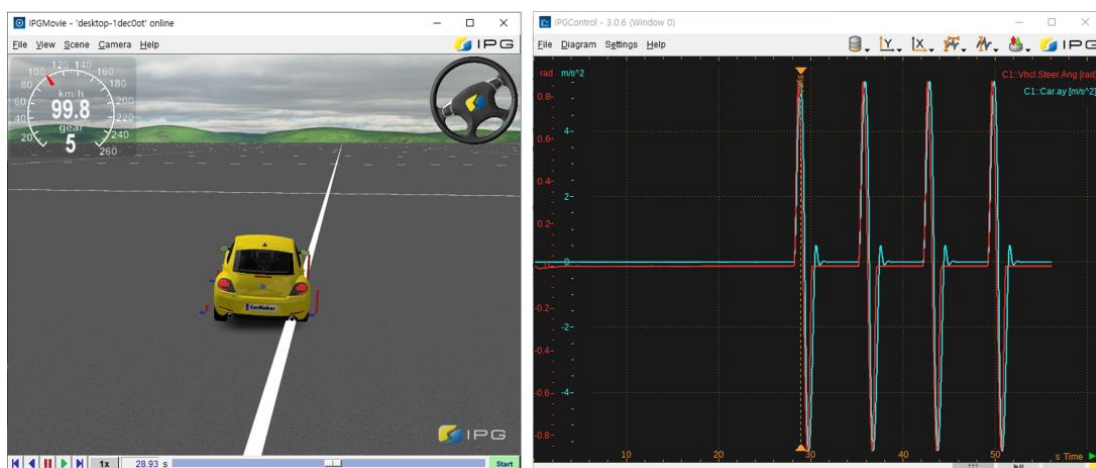 IPGMovie - 'desktop-1dec0ot' online
File View Scene Camera Help
IPG
20
40
60
80
100
120
140
160
180
200
220
240
260
km/h
99.8
gear
5
CarMaker
IPG
1x
28.93 s
Start
IPGControl - 3.0.6 (Window 0)
File Diagram Settings Help
Y
X
IPG
rad m/s^2
C1::Vhcl.Steer.Ang [rad]
C1::Car.ay [m/s^2]
0.8
0.6
4
0.4
2
0.2
0
-0.2
-2
-0.4
-0.6
-4
-0.8
10
20
30
40
50
s Time